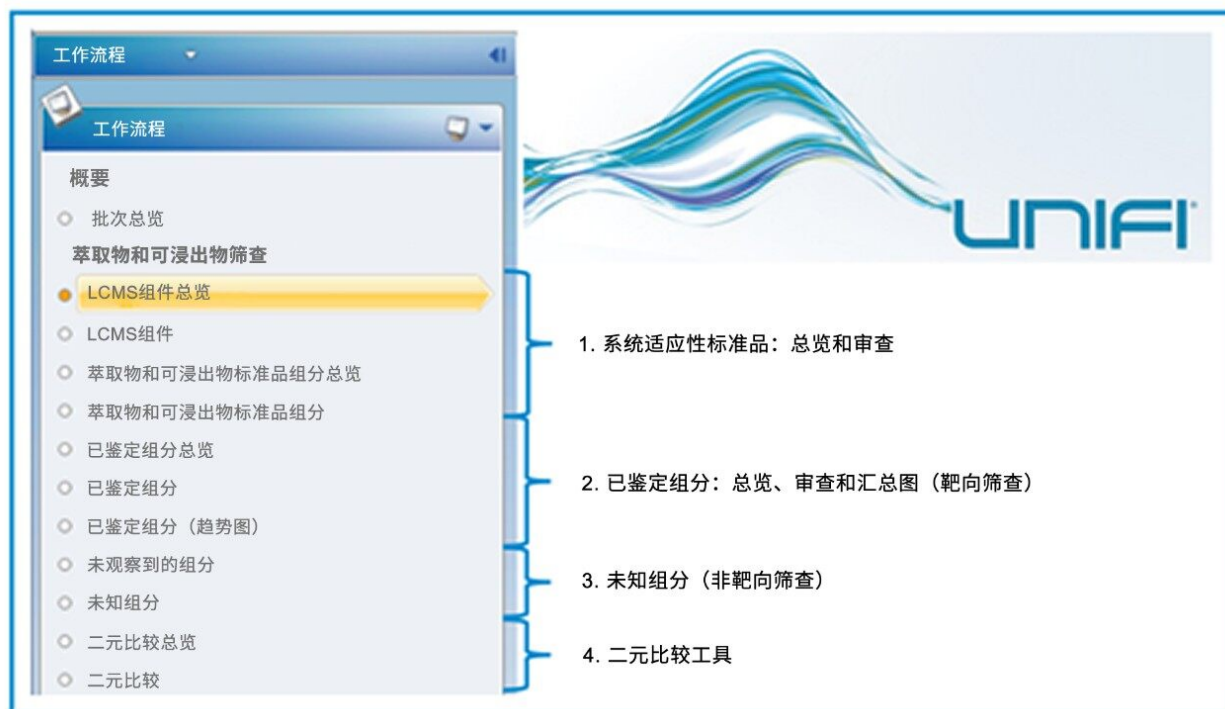 工作流程
工作流程
概要
批次总览
萃取物和可浸出物筛查
LCMS组件总览
LCMS组件
萃取物和可浸出物标准品组分总览
萃取物和可浸出物标准品组分
已鉴定组分总览
已鉴定组分
已鉴定组分（趋势图）
未观察到的组分
未知组分
二元比较总览
二元比较
UNIFI
1. 系统适应性标准品：总览和审查
2. 已鉴定组分：总览、审查和汇总图（靶向筛查）
3. 未知组分（非靶向筛查）
4. 二元比较工具